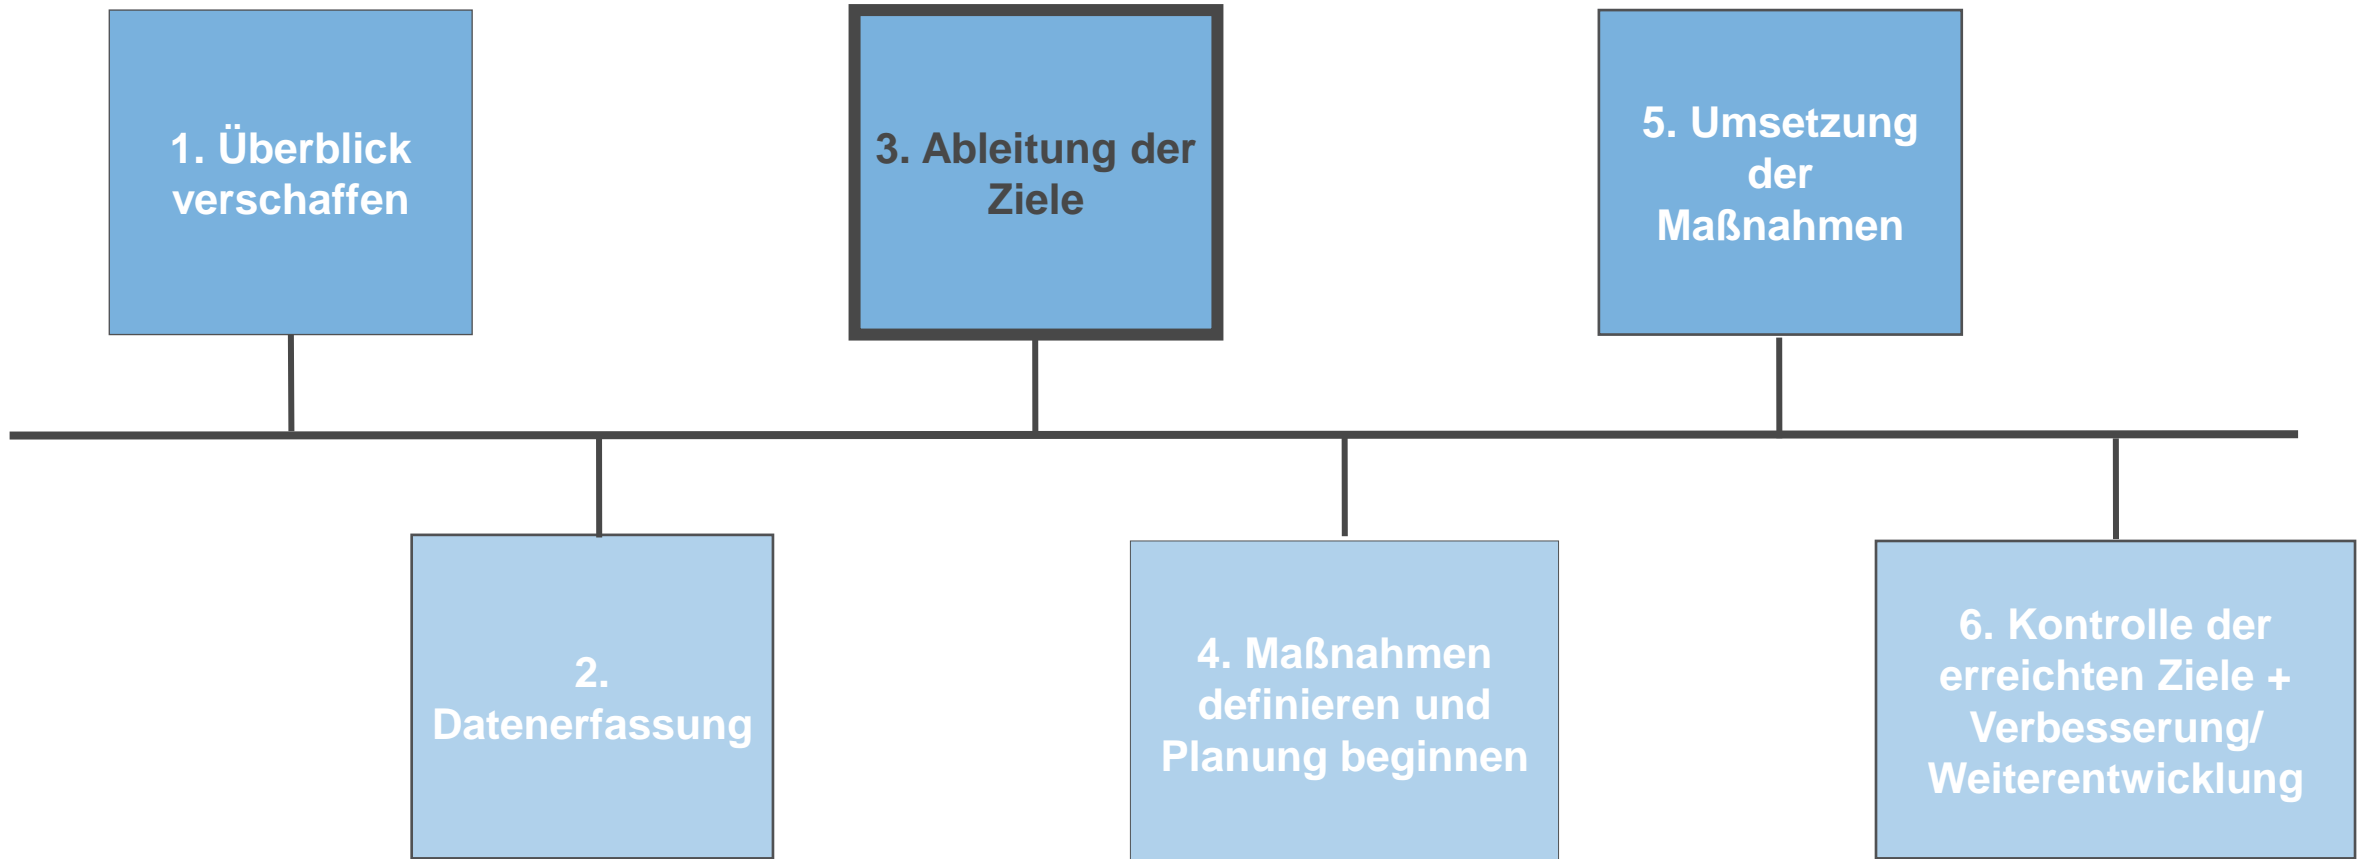 1. Überblick
verschaffen
2.
Datenerfassung
3. Ableitung der
Ziele
4. Maßnahmen
definieren und
Planung beginnen
5. Umsetzung
der
Maßnahmen
6. Kontrolle der
erreichten Ziele +
Verbesserung/
Weiterentwicklung